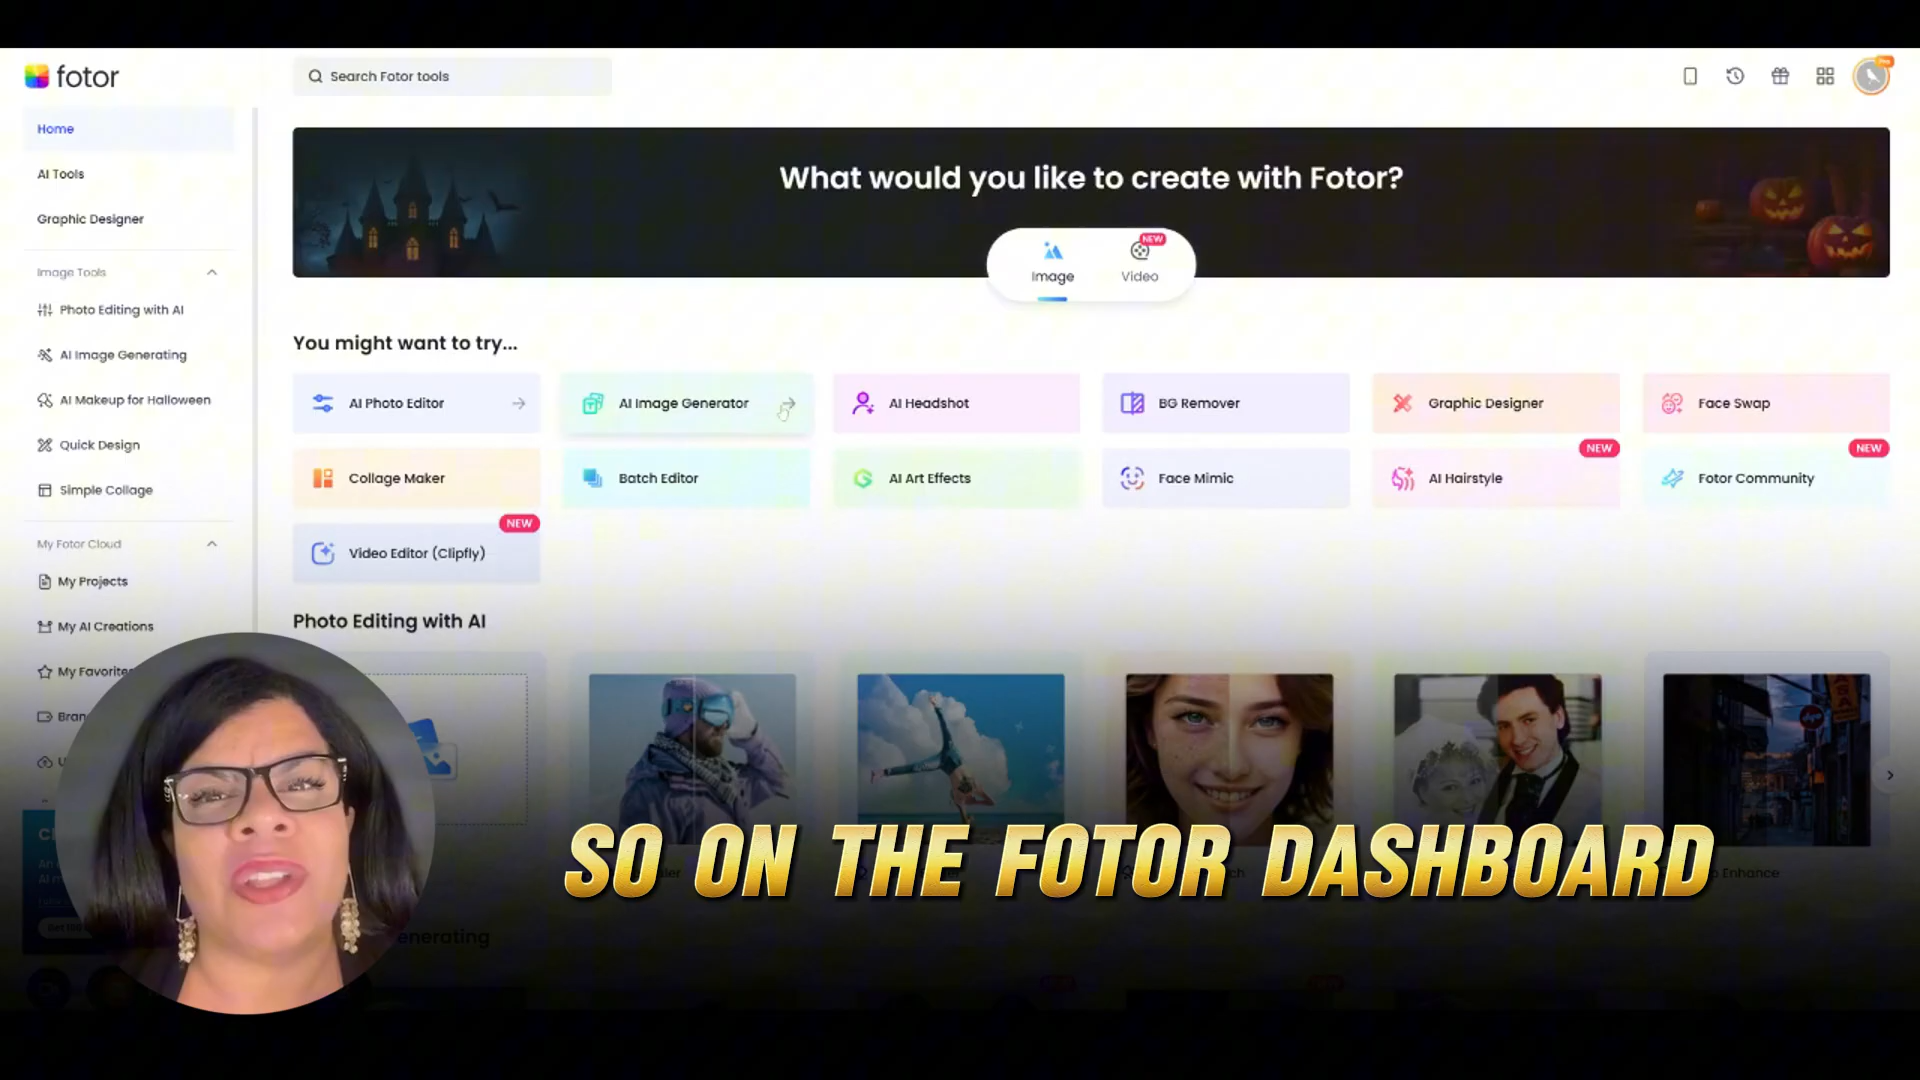 fotor
Search Fotor tools
Pro
Home
AI Tools
Graphic Designer
Image Tools
Photo Editing with AI
AI Image Generating
AI Makeup for Halloween
Quick Design
Simple Collage
My Fotor Cloud
My Projects
My AI Creations
My Favorites
What would you like to create with Fotor?
Image
NEW
Video
You might want to try...
AI Photo Editor
AI Image Generator
AI Headshot
BG Remover
Graphic Designer
Face Swap
Collage Maker
Batch Editor
AI Art Effects
Face Mimic
NEW
AI Hairstyle
NEW
Fotor Community
NEW
Video Editor (Clipfly)
Photo Editing with AI
SO ON THE FOTOR DASHBOARD
Enhance